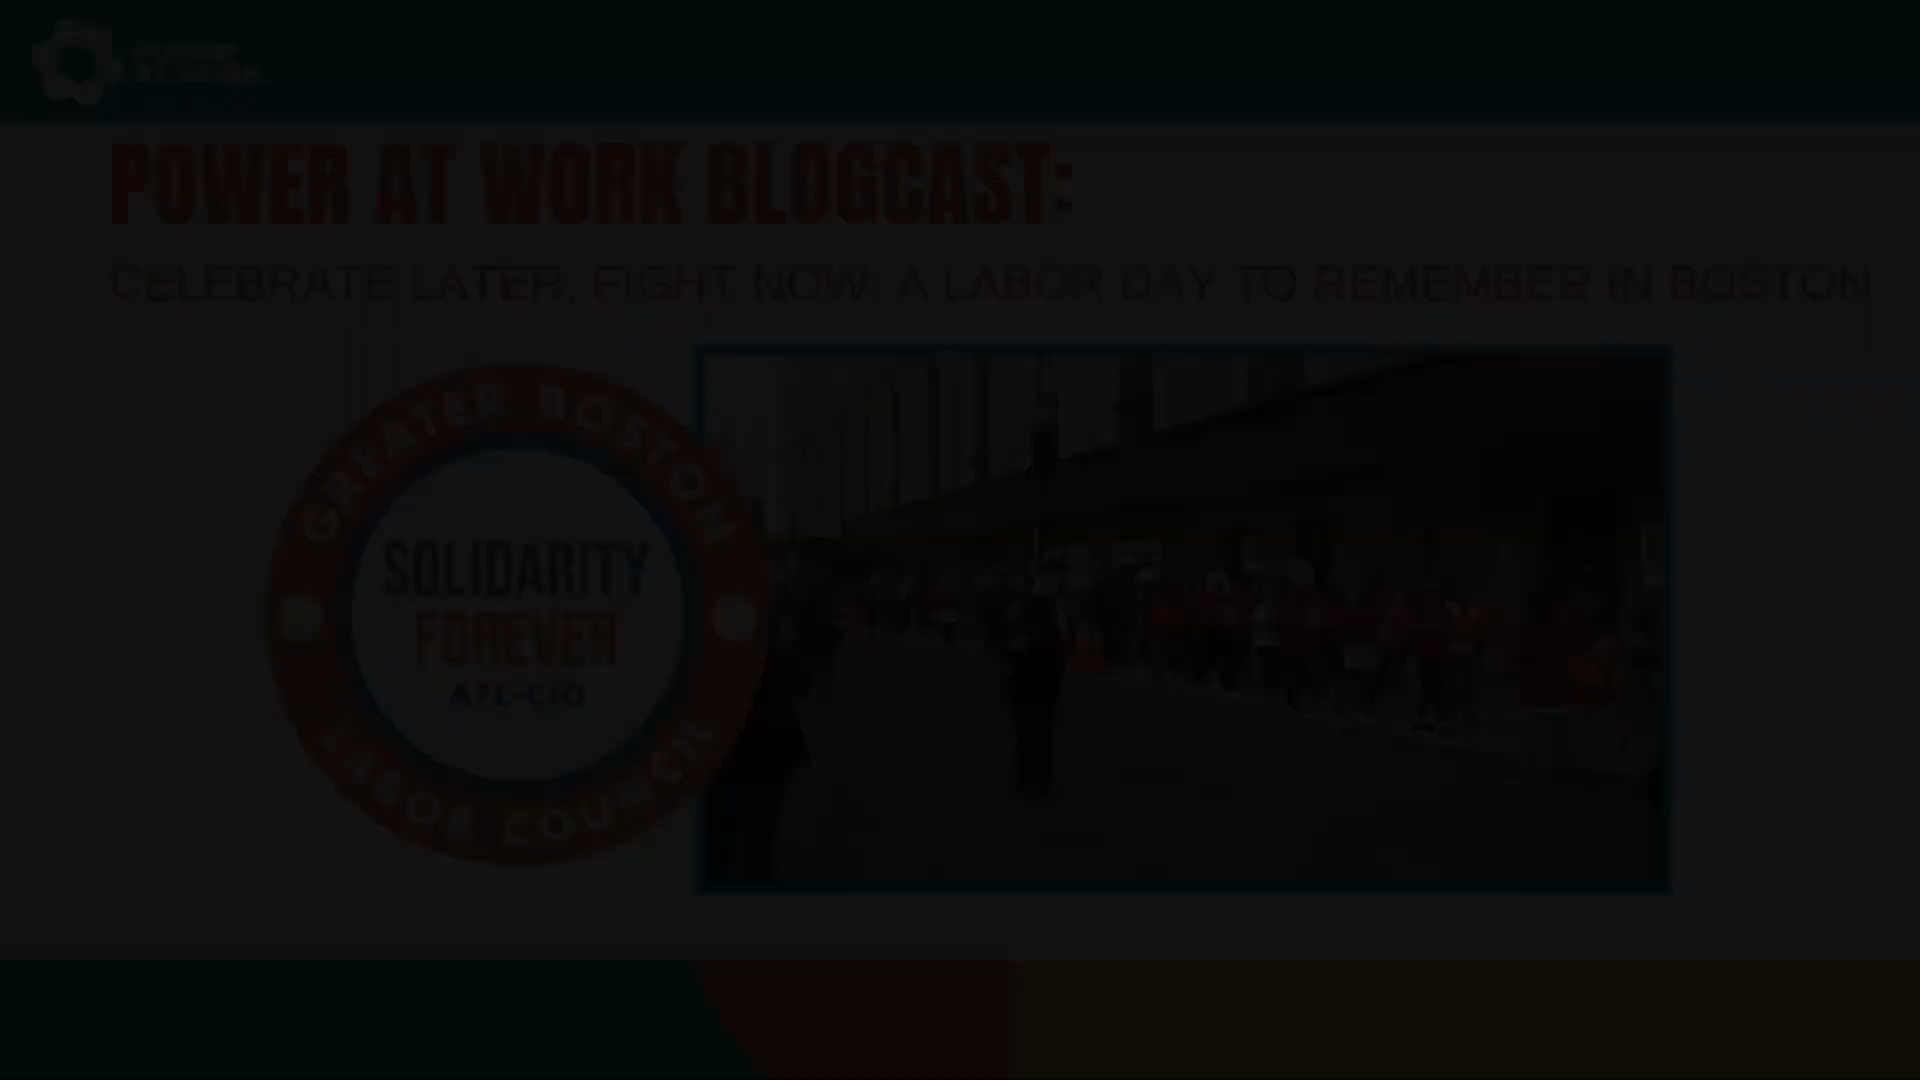 POWER AT WORK BLOGCAST:
CELEBRATE LATER, FIGHT NOW: A LABOR DAY TO REMEMBER IN BOSTON
GREATER BOSTON
SOLIDARITY
FOREVER
AFL-CIO
LABOR COUNCIL